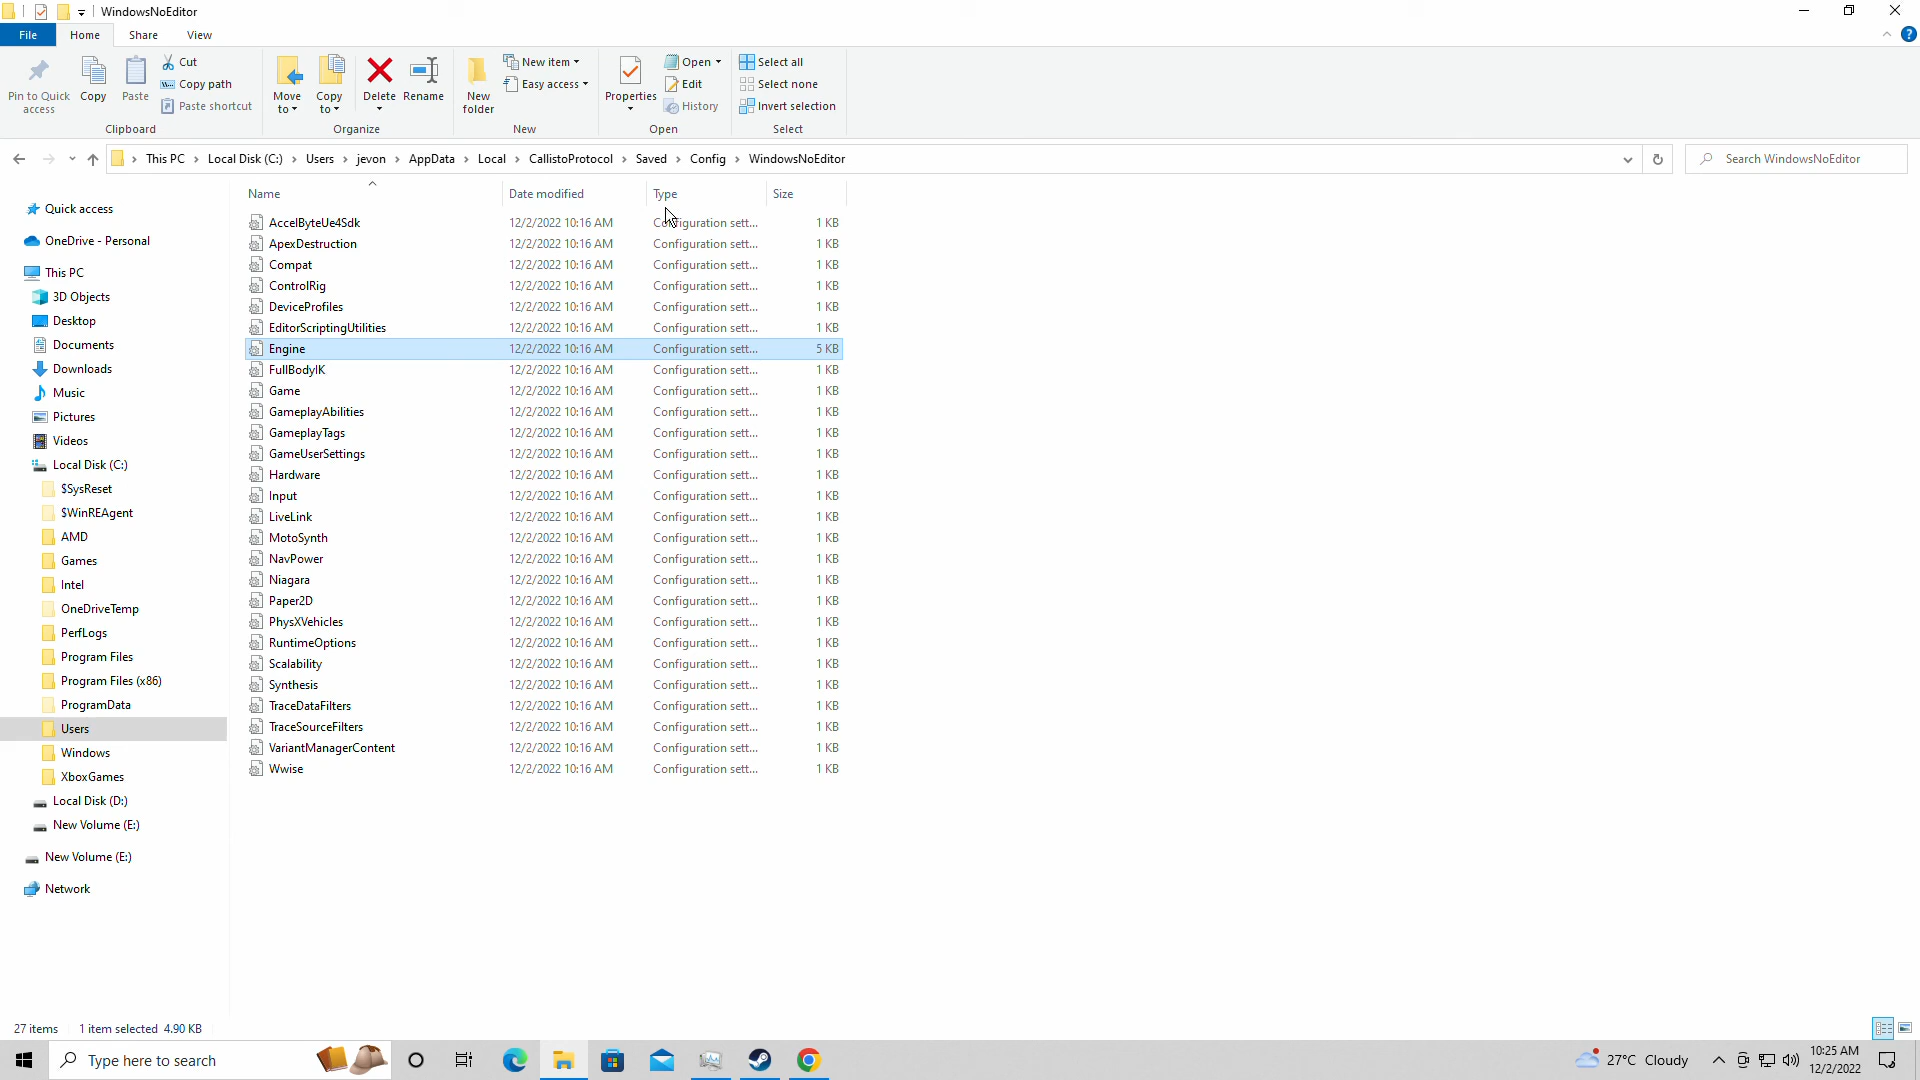 WindowsNoEditor
File Home Share View
Pin to Quick access
Copy
Paste
Cut
Copy path
Paste shortcut
Clipboard
Move to
Copy to
Delete
Rename
Organize
New folder
New item
Easy access
New
Properties
Open
Edit
History
Open
Select all
Select none
Invert selection
Select
This PC Local Disk (C:) Users jevon AppData Local CallistoProtocol Saved Config WindowsNoEditor
Search WindowsNoEditor
Quick access
OneDrive - Personal
This PC
3D Objects
Desktop
Documents
Downloads
Music
Pictures
Videos
Local Disk (C:)
$SysReset
$WinREAgent
AMD
Games
Intel
OneDriveTemp
PerfLogs
Program Files
Program Files (x86)
ProgramData
Users
Windows
XboxGames
Local Disk (D:)
New Volume (E:)
New Volume (E:)
Network
Name Date modified Type Size
AccelByteUe4Sdk 12/2/2022 10:16 AM Configuration sett... 1 KB
ApexDestruction 12/2/2022 10:16 AM Configuration sett... 1 KB
Compat 12/2/2022 10:16 AM Configuration sett... 1 KB
ControlRig 12/2/2022 10:16 AM Configuration sett... 1 KB
DeviceProfiles 12/2/2022 10:16 AM Configuration sett... 1 KB
EditorScriptingUtilities 12/2/2022 10:16 AM Configuration sett... 1 KB
Engine 12/2/2022 10:16 AM Configuration sett... 5 KB
FullBodyIK 12/2/2022 10:16 AM Configuration sett... 1 KB
Game 12/2/2022 10:16 AM Configuration sett... 1 KB
GameplayAbilities 12/2/2022 10:16 AM Configuration sett... 1 KB
GameplayTags 12/2/2022 10:16 AM Configuration sett... 1 KB
GameUserSettings 12/2/2022 10:16 AM Configuration sett... 1 KB
Hardware 12/2/2022 10:16 AM Configuration sett... 1 KB
Input 12/2/2022 10:16 AM Configuration sett... 1 KB
LiveLink 12/2/2022 10:16 AM Configuration sett... 1 KB
MotoSynth 12/2/2022 10:16 AM Configuration sett... 1 KB
NavPower 12/2/2022 10:16 AM Configuration sett... 1 KB
Niagara 12/2/2022 10:16 AM Configuration sett... 1 KB
Paper2D 12/2/2022 10:16 AM Configuration sett... 1 KB
PhysXVehicles 12/2/2022 10:16 AM Configuration sett... 1 KB
RuntimeOptions 12/2/2022 10:16 AM Configuration sett... 1 KB
Scalability 12/2/2022 10:16 AM Configuration sett... 1 KB
Synthesis 12/2/2022 10:16 AM Configuration sett... 1 KB
TraceDataFilters 12/2/2022 10:16 AM Configuration sett... 1 KB
TraceSourceFilters 12/2/2022 10:16 AM Configuration sett... 1 KB
VariantManagerContent 12/2/2022 10:16 AM Configuration sett... 1 KB
Wwise 12/2/2022 10:16 AM Configuration sett... 1 KB
27 items 1 item selected 4.90 KB
Type here to search
27°C Cloudy
10:25 AM
12/2/2022